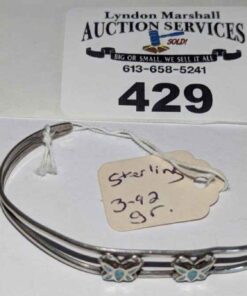 Lyndon Marshall
AUCTION SERVICES
SOLD!
BIG OR SMALL, WE SELL IT ALL
613-658-5241
429
Sterling
3-92
gr.